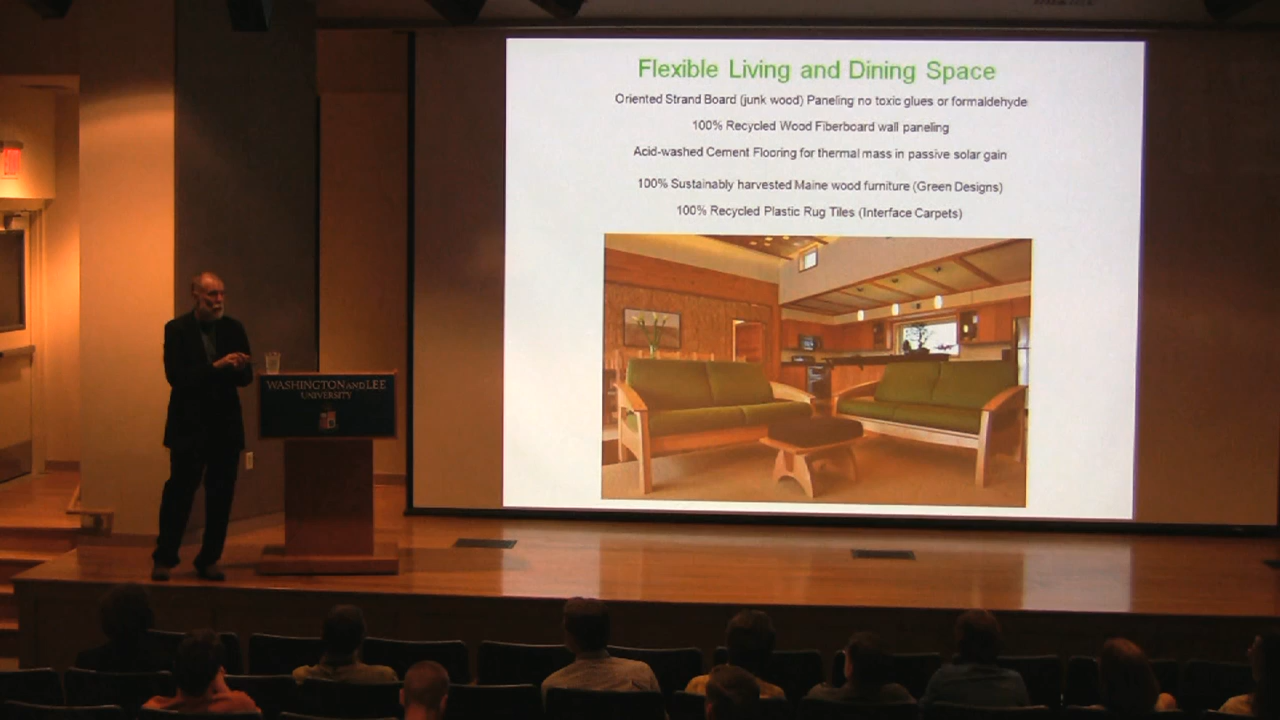 Flexible Living and Dining Space
Oriented Strand Board (junk wood) Paneling no toxic glues or formaldehyde
100% Recycled Wood Fiberboard wall paneling
Acid-washed Cement Flooring for thermal mass in passive solar gain
100% Sustainably harvested Maine wood furniture (Green Designs)
100% Recycled Plastic Rug Tiles (Interface Carpets)
WASHINGTON AND LEE
UNIVERSITY